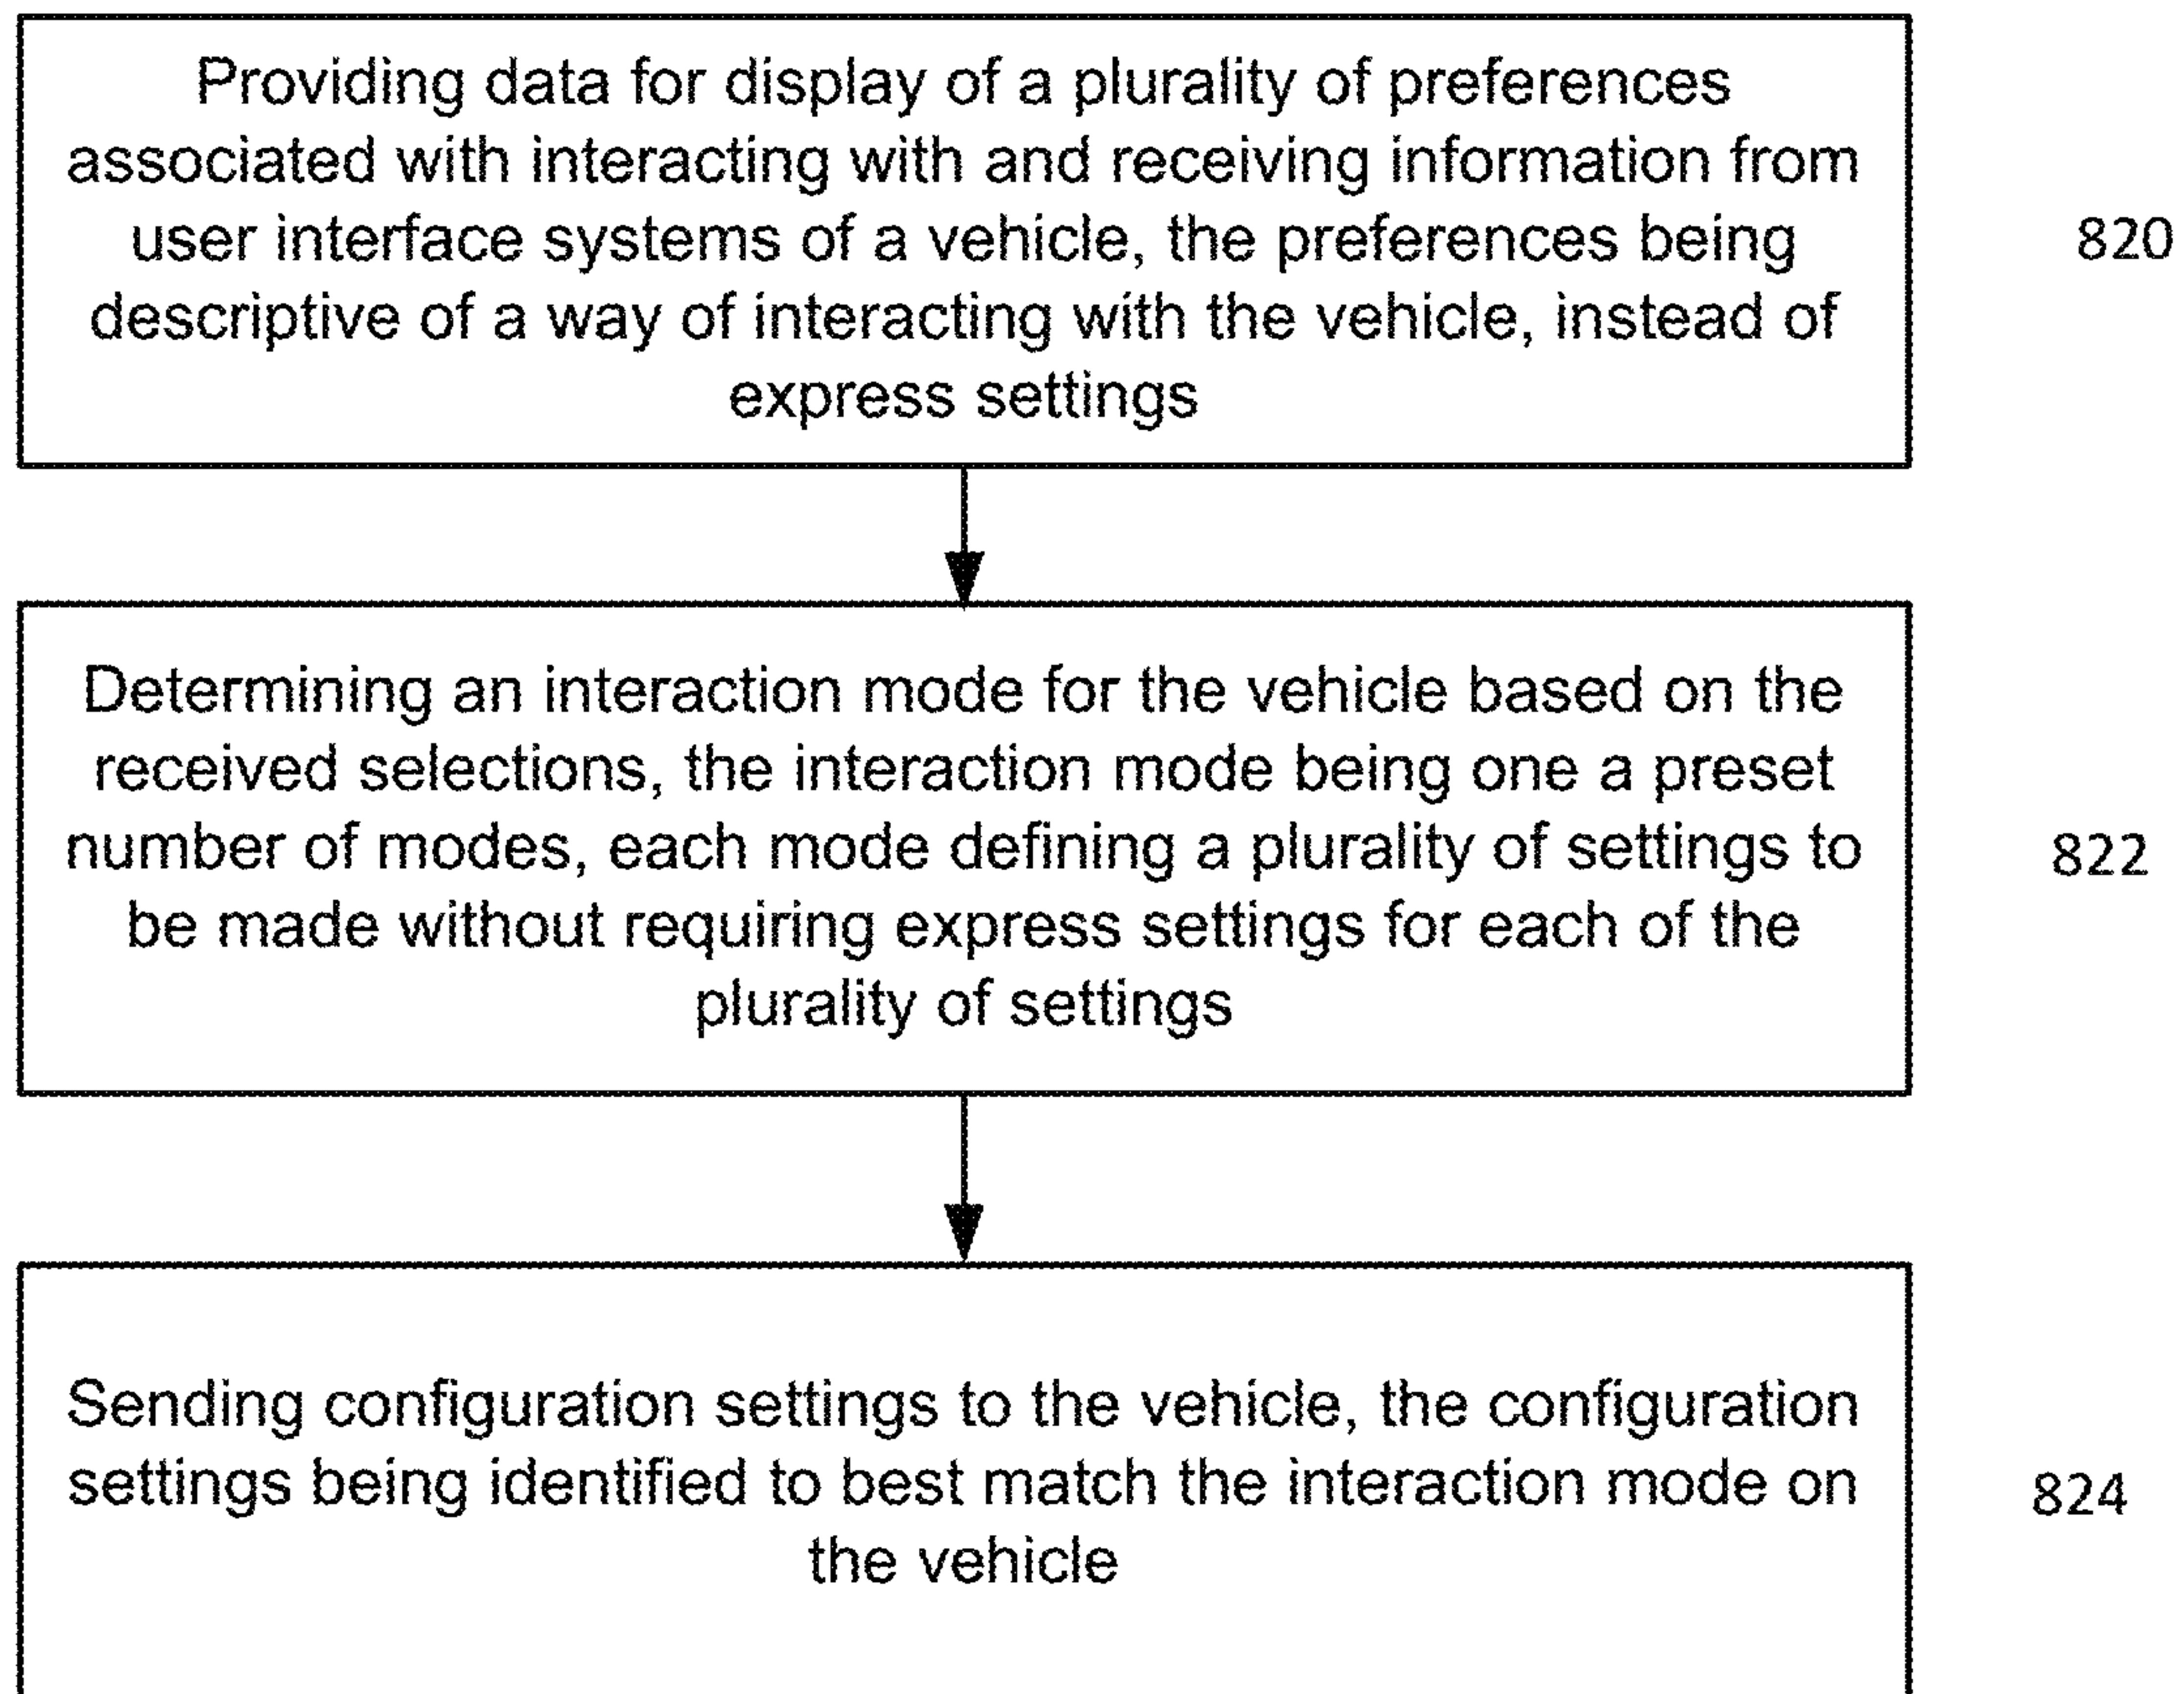 Providing data for display of a plurality of preferences
associated with interacting with and receiving information from
user interface systems of a vehicle, the preferences being
descriptive of a way of interacting with the vehicle, instead of
express settings
820
Determining an interaction mode for the vehicle based on the
received selections, the interaction mode being one a preset
number of modes, each mode defining a plurality of settings to
be made without requiring express settings for each of the
plurality of settings
822
Sending configuration settings to the vehicle, the configuration
settings being identified to best match the interaction mode on
the vehicle
824